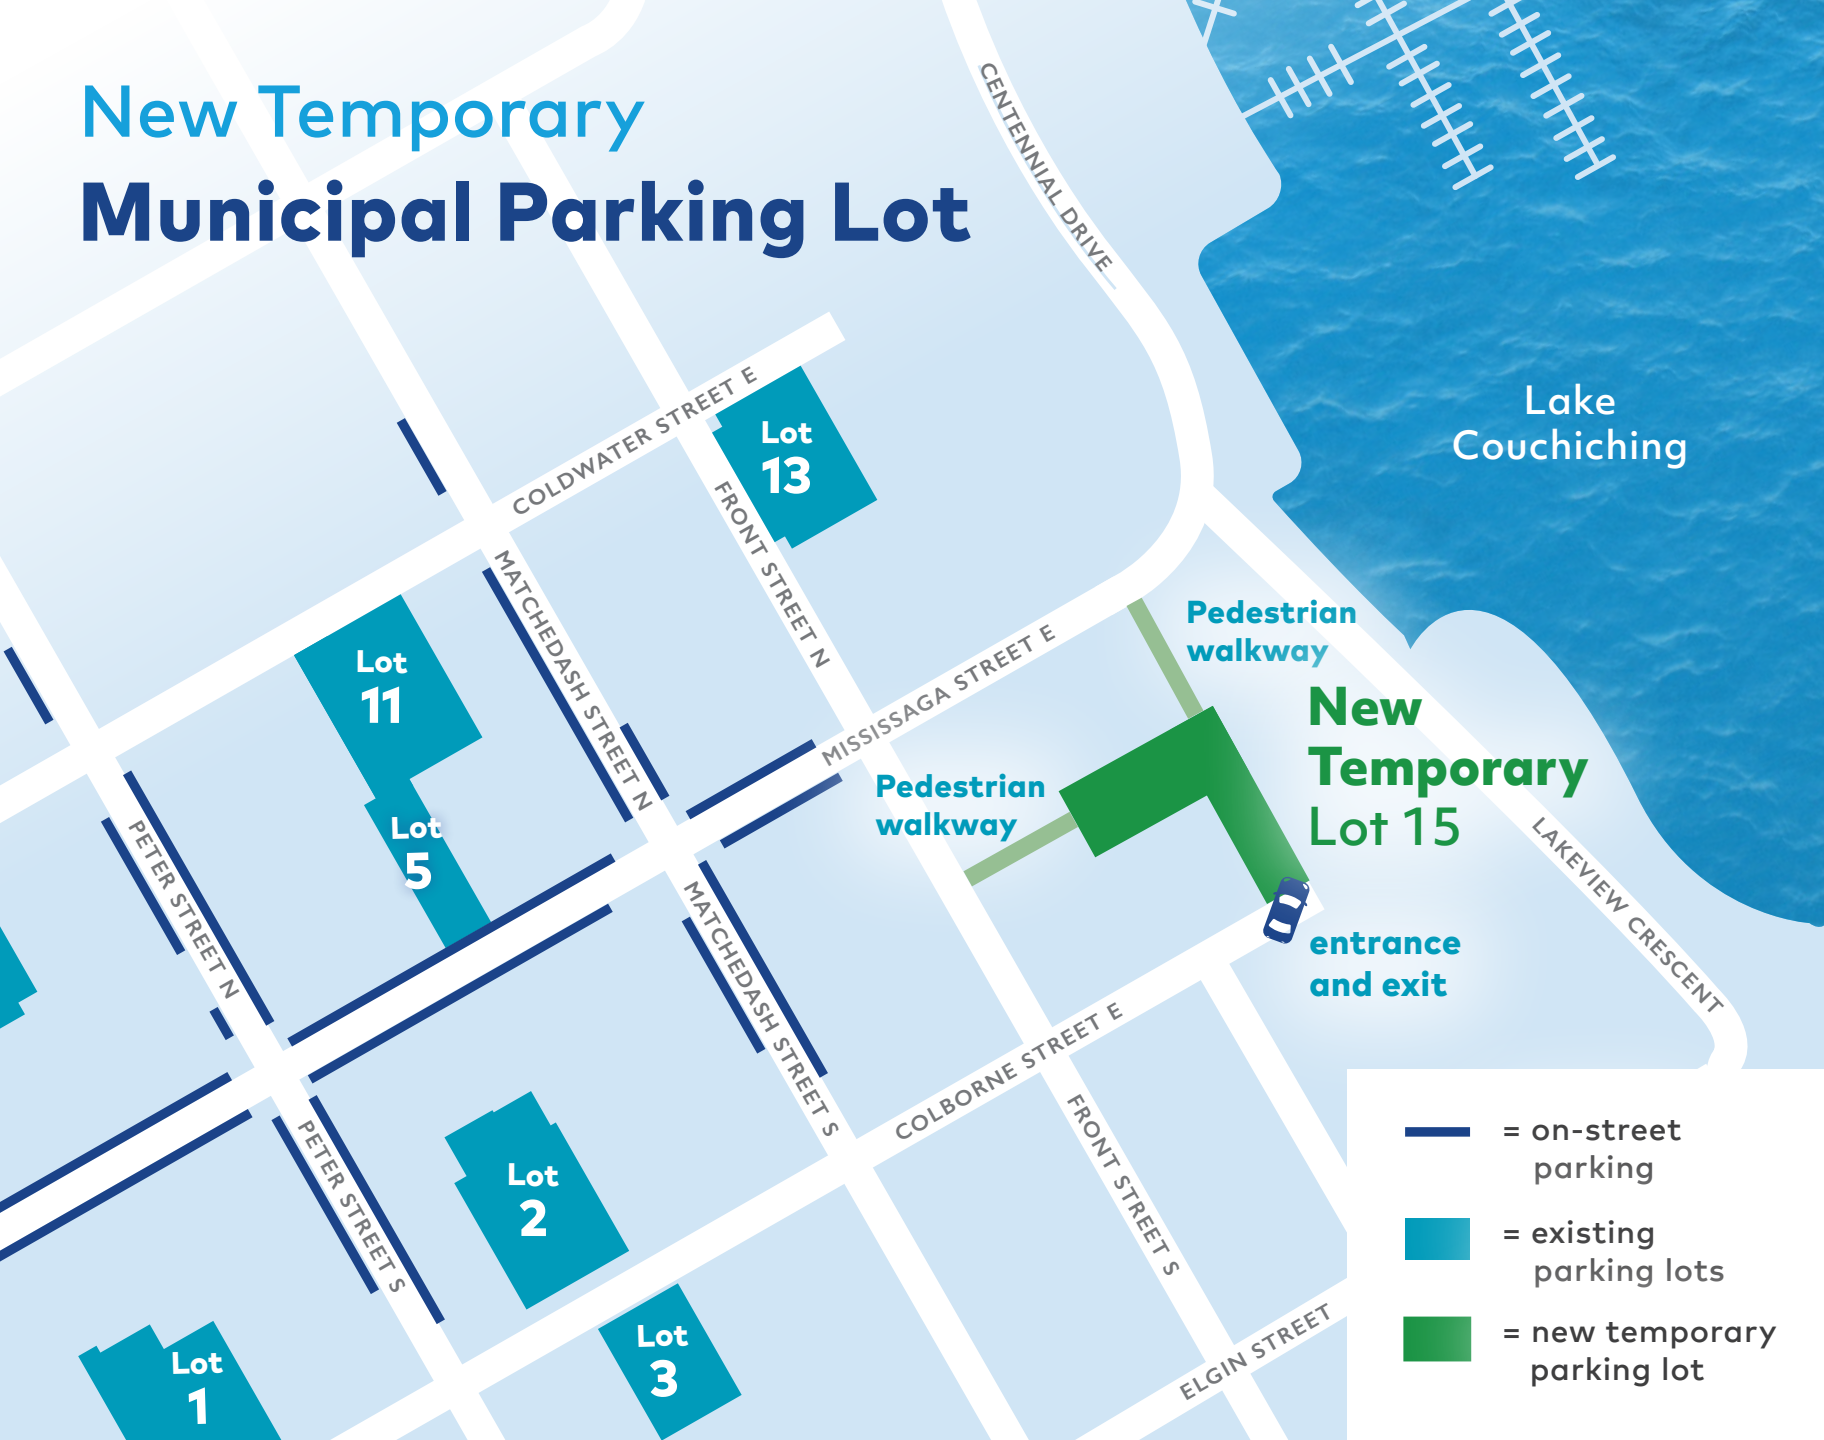 New Temporary
Municipal Parking Lot
CENTENNIAL DRIVE
Lake
Couchiching
COLDWATER STREET E
Lot
13
FRONT STREET N
MATCHEDASH STREET N
Lot
11
Pedestrian
walkway
MISSISSAGA STREET E
New
Temporary
Lot 15
Pedestrian
walkway
Lot
5
PETER STREET N
LAKEVIEW CRESCENT
MATCHEDASH STREET S
entrance
and exit
COLBORNE STREET E
PETER STREET S
FRONT STREET S
Lot
2
Lot
3
Lot
1
ELGIN STREET
= on-street
parking
= existing
parking lots
= new temporary
parking lot